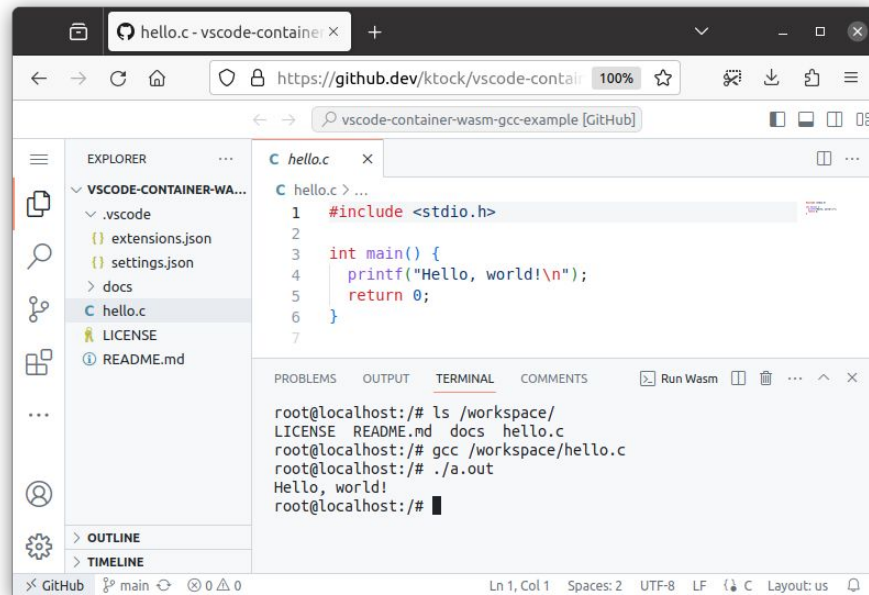 hello.c - vscode-container
https://github.dev/ktock/vscode-contain
100%
vscode-container-wasm-gcc-example [GitHub]
EXPLORER
VSCODE-CONTAINER-WA...
.vscode
{} extensions.json
{} settings.json
docs
C hello.c
LICENSE
README.md
OUTLINE
TIMELINE
C hello.c
C hello.c > ...
1 #include <stdio.h>
2
3 int main() {
4 printf("Hello, world!\n");
5 return 0;
6 }
7
PROBLEMS OUTPUT TERMINAL COMMENTS Run Wasm
root@localhost:/# ls /workspace/
LICENSE README.md docs hello.c
root@localhost:/# gcc /workspace/hello.c
root@localhost:/# ./a.out
Hello, world!
root@localhost:/#
GitHub main 0 0 Ln 1, Col 1 Spaces: 2 UTF-8 LF C Layout: us